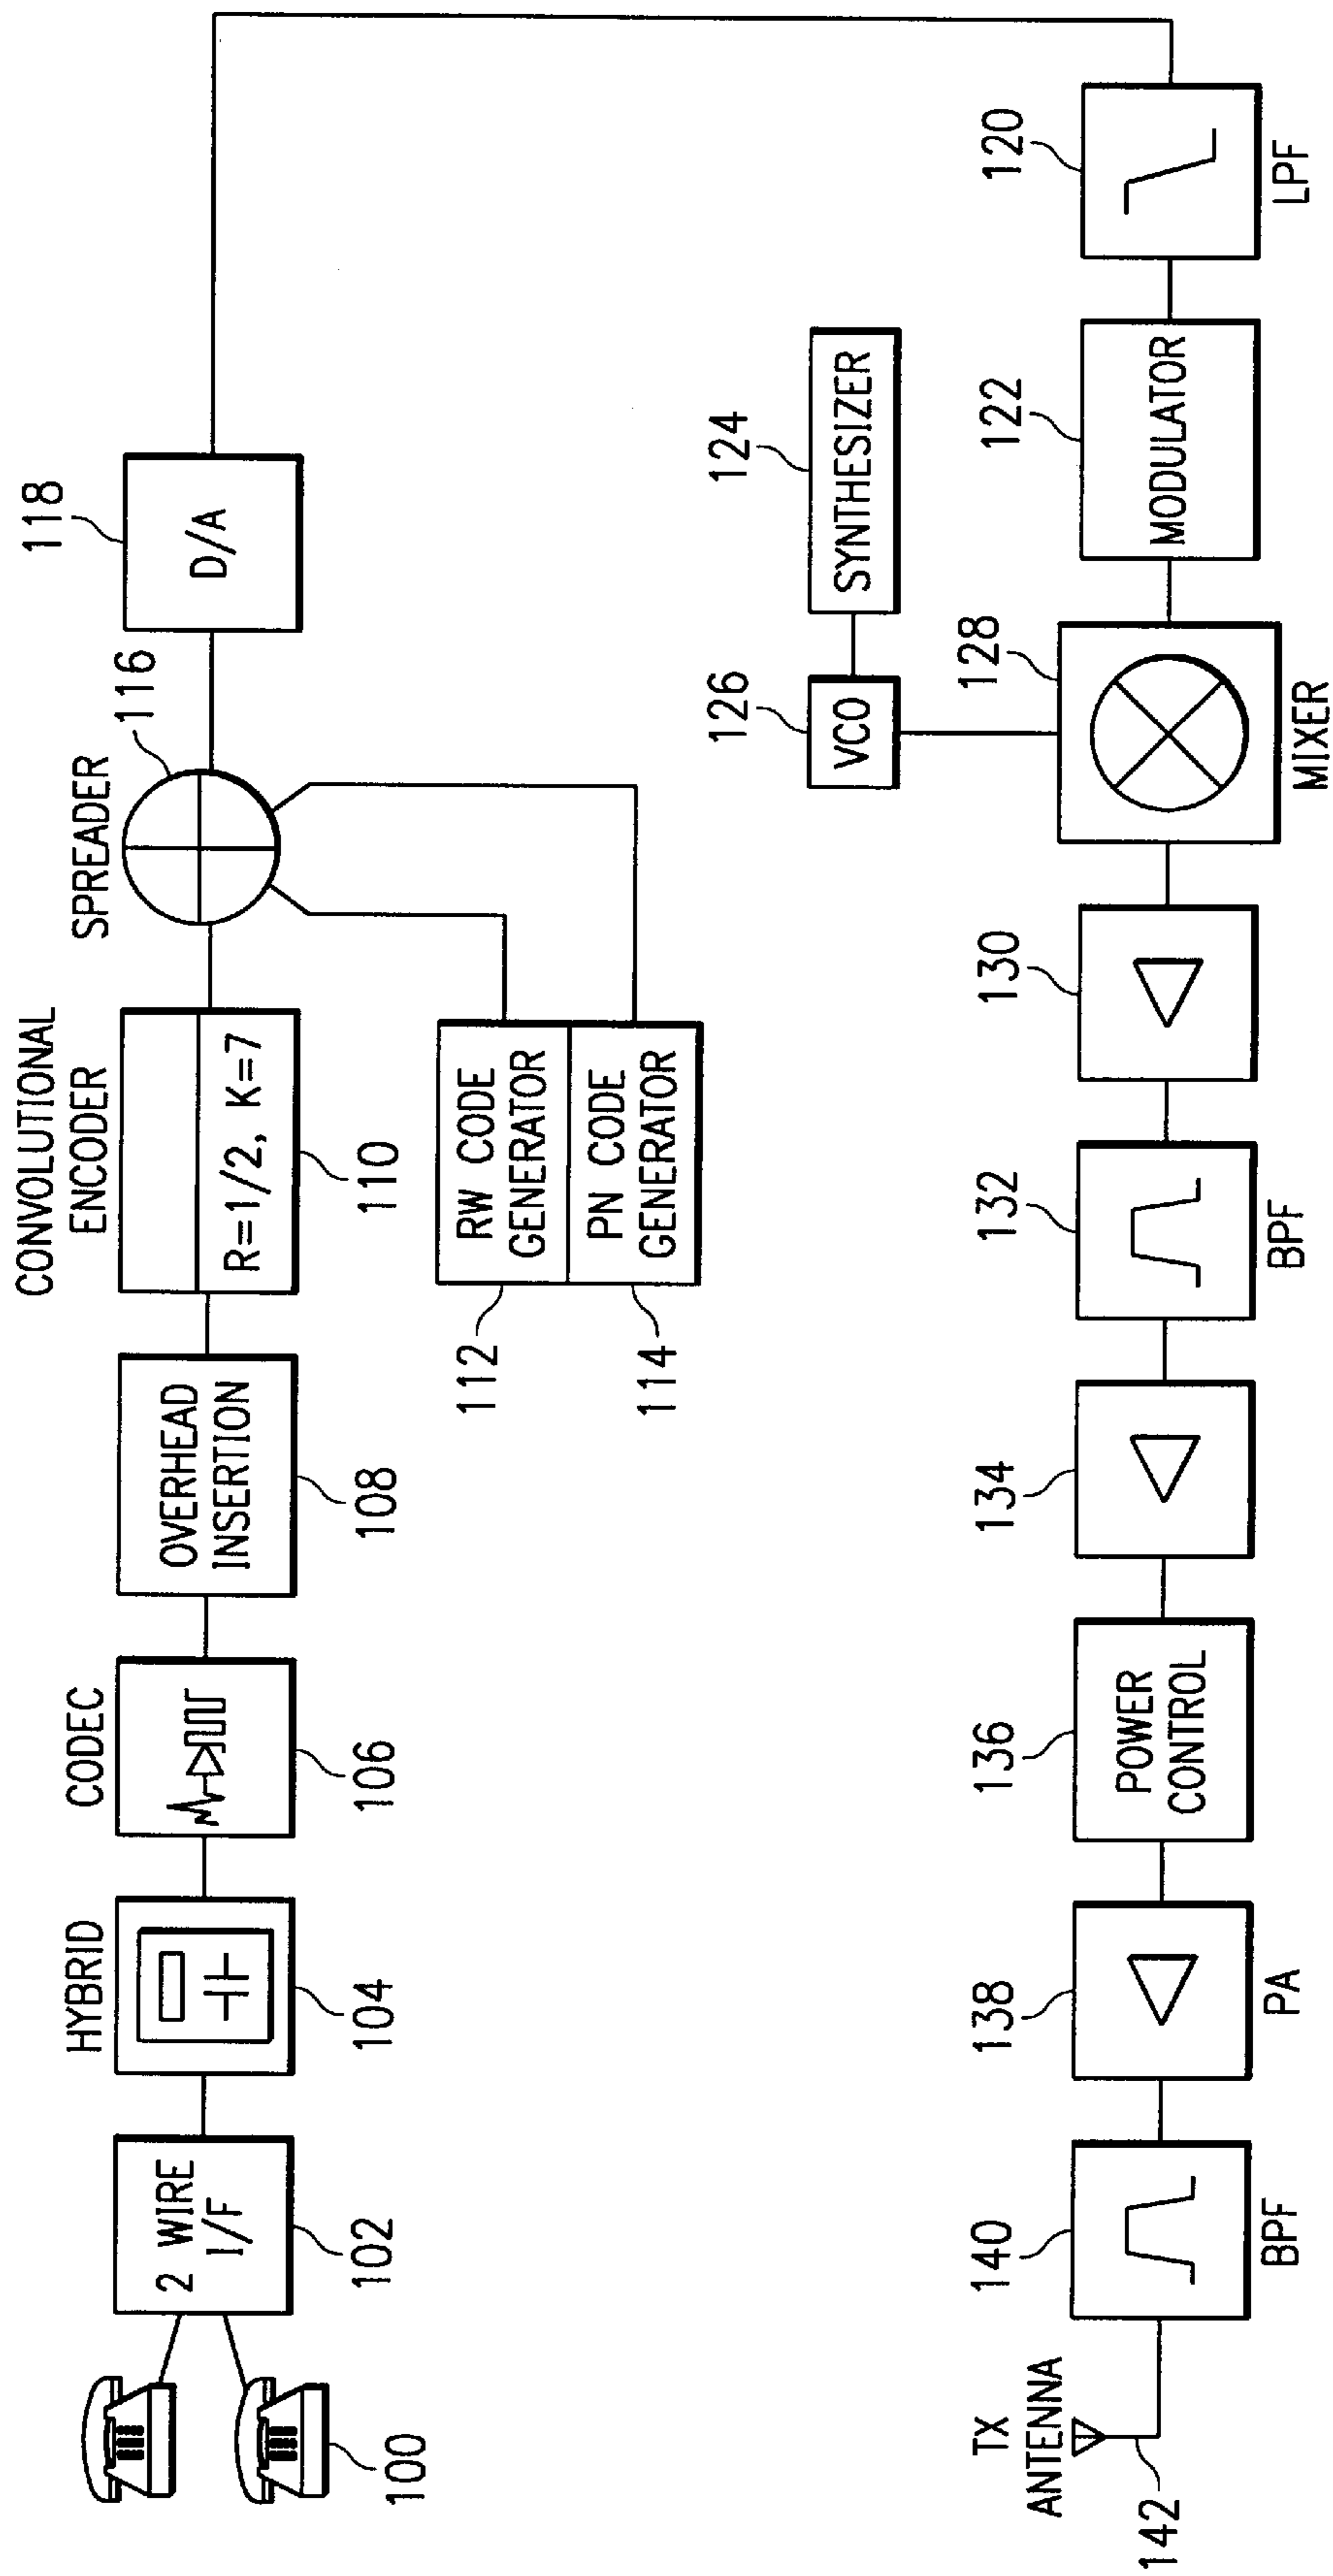 100
2 WIRE
I/F
102
HYBRID
104
CODEC
106
OVERHEAD
INSERTION
108
CONVOLUTIONAL
ENCODER
R=1/2, K=7
110
RW CODE
GENERATOR
112
PN CODE
GENERATOR
114
SPREADER
116
118
D/A
120
LPF
122
MODULATOR
124
SYNTHESIZER
126
VCO
128
MIXER
130
132
BPF
134
136
POWER
CONTROL
138
PA
140
BPF
TX
ANTENNA
142